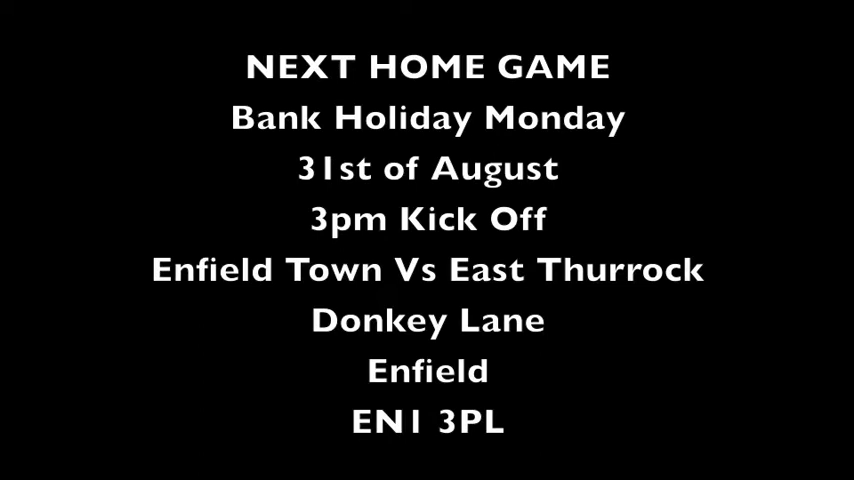 NEXT HOME GAME
Bank Holiday Monday
31st of August
3pm Kick Off
Enfield Town Vs East Thurrock
Donkey Lane
Enfield
EN1 3PL